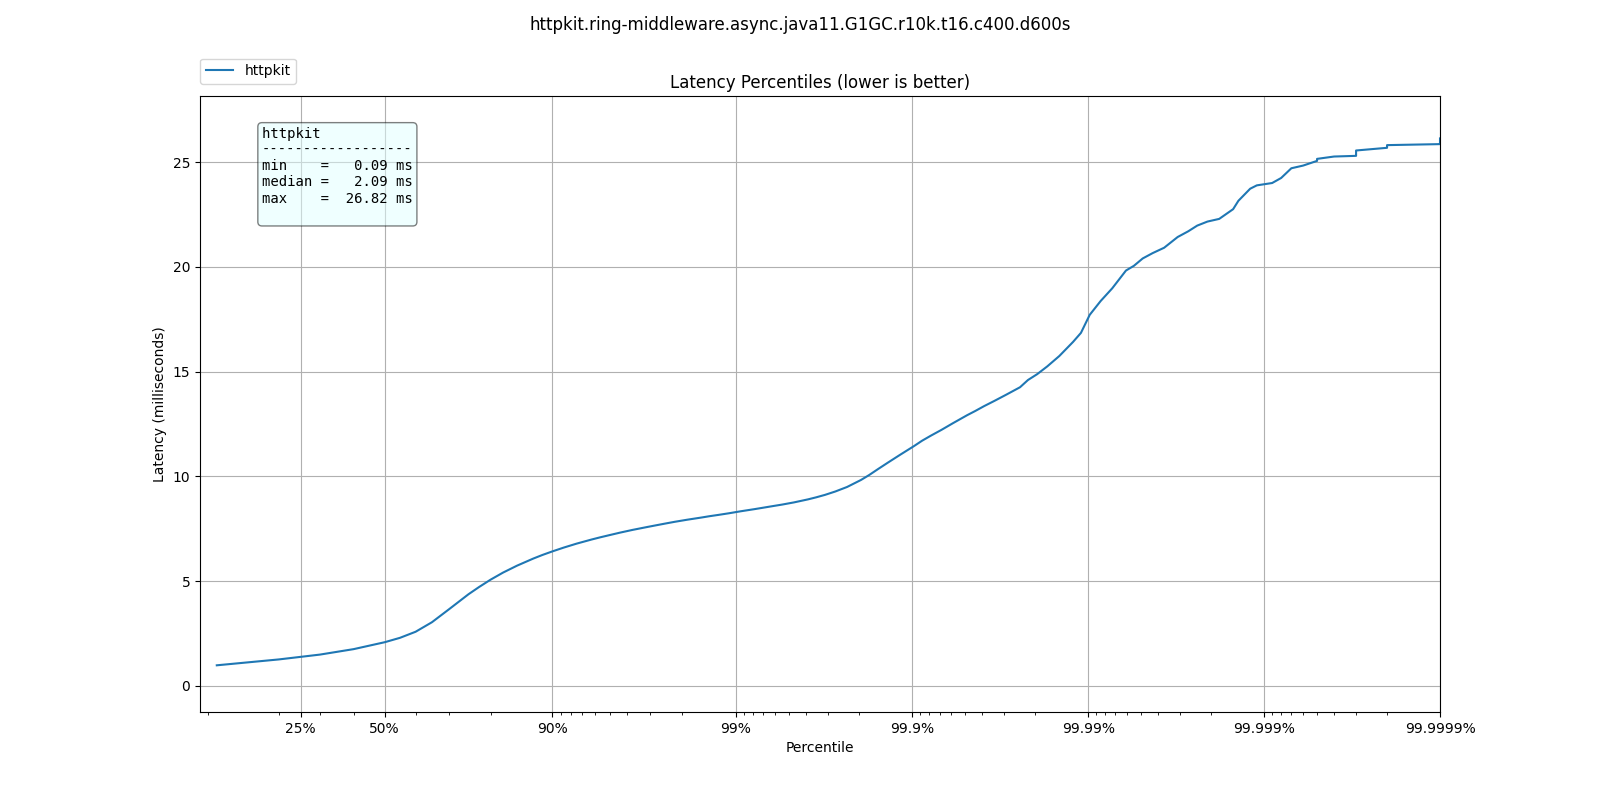 httpkit.ring-middleware.async.java11.G1GC.r10k.t16.c400.d600s
httpkit
Latency Percentiles (lower is better)
httpkit
------------------
min    =   0.09 ms
median =   2.09 ms
max    =  26.82 ms
25
20
15
10
5
0
Latency (milliseconds)
25% 50% 90% 99% 99.9% 99.99% 99.999% 99.9999%
Percentile